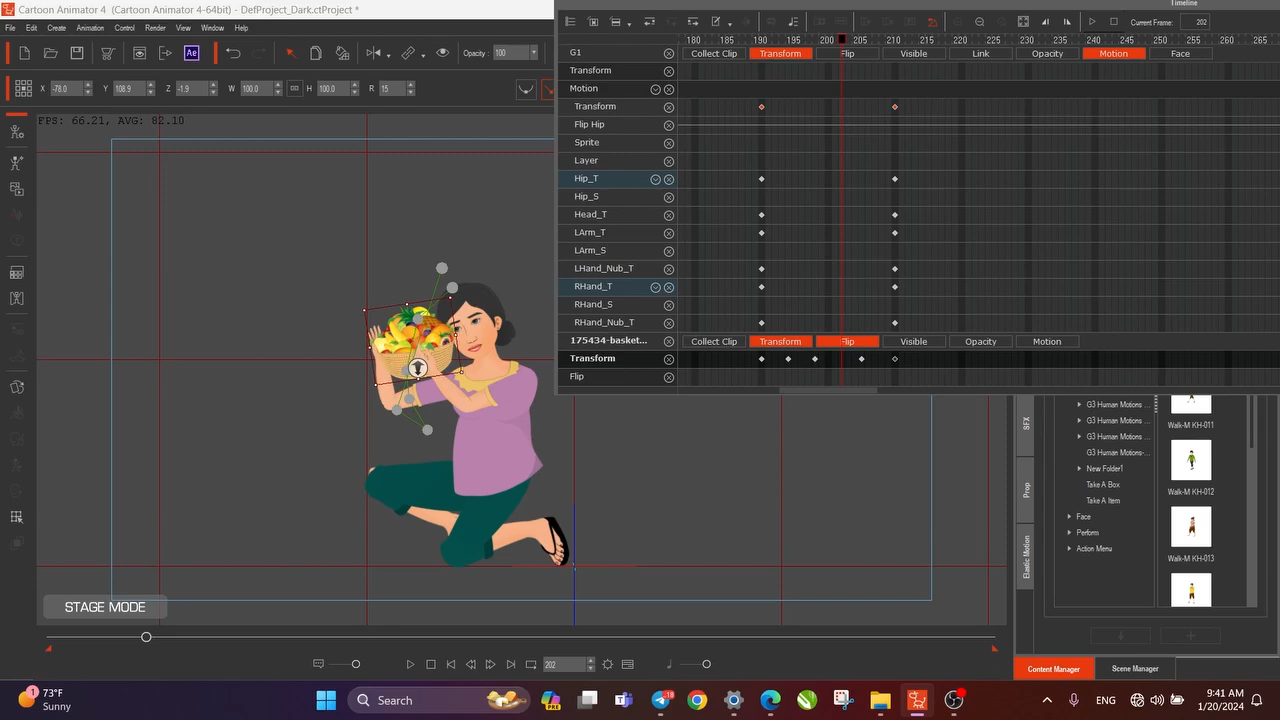 Cartoon Animator 4 (Cartoon Animator 4-64bit) - DefProject_Dark.ctProject *
Timeline
File Edit Create Animation Control Render View Window Help
Ae
Opacity : 100
Current Frame: 202
X -78.0 Y 108.9 Z -1.9 W 100.0 H 100.0 R 15
180 185 190 195 200 205 210 215 220 225 230 235 240 245 250 255 260 265
G1 Collect Clip Transform Flip Visible Link Opacity Motion Face
Transform
Motion
Transform
Flip Hip
Sprite
Layer
Hip_T
Hip_S
Head_T
LArm_T
LArm_S
LHand_Nub_T
RHand_T
RHand_S
RHand_Nub_T
175434-basket... Collect Clip Transform Flip Visible Opacity Motion
Transform
Flip
FPS: 66.21, AVG: 82.10
G3 Human Motions ...
G3 Human Motions ...
G3 Human Motions ...
G3 Human Motions-...
New Folder1
Take A Box
Take A Item
Face
Perform
Action Menu
Walk-M KH-011
Walk-M KH-012
Walk-M KH-013
SFX
Prop
Elastic Motion
STAGE MODE
202
Content Manager Scene Manager
1
73°F
Sunny
Search
PRE
18
ENG
9:41 AM
1/20/2024